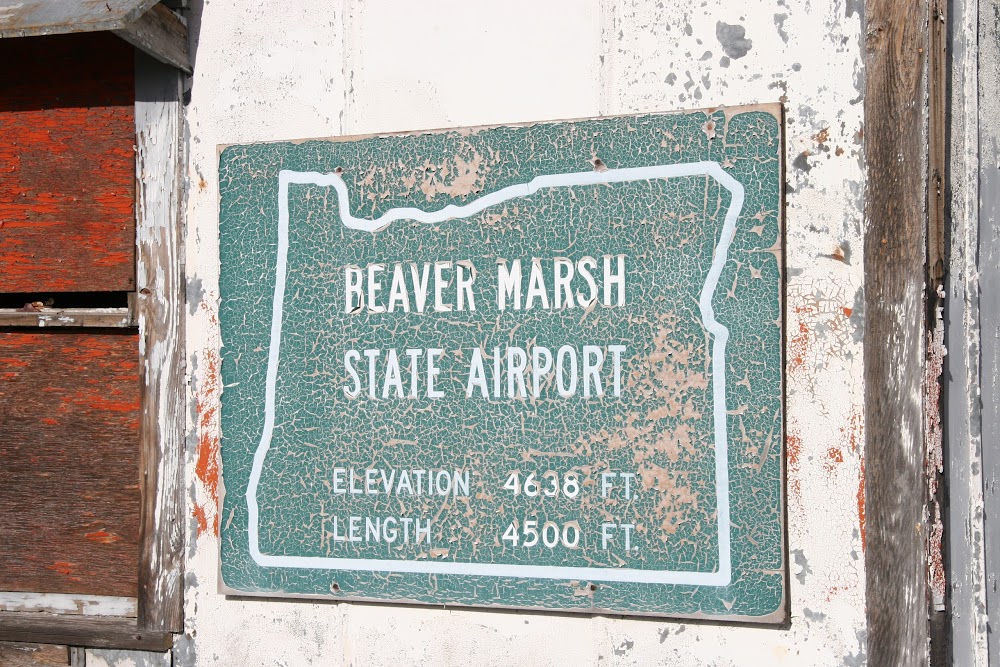 BEAVER MARSH
STATE AIRPORT
ELEVATION 4638 FT.
LENGTH 4500 FT.